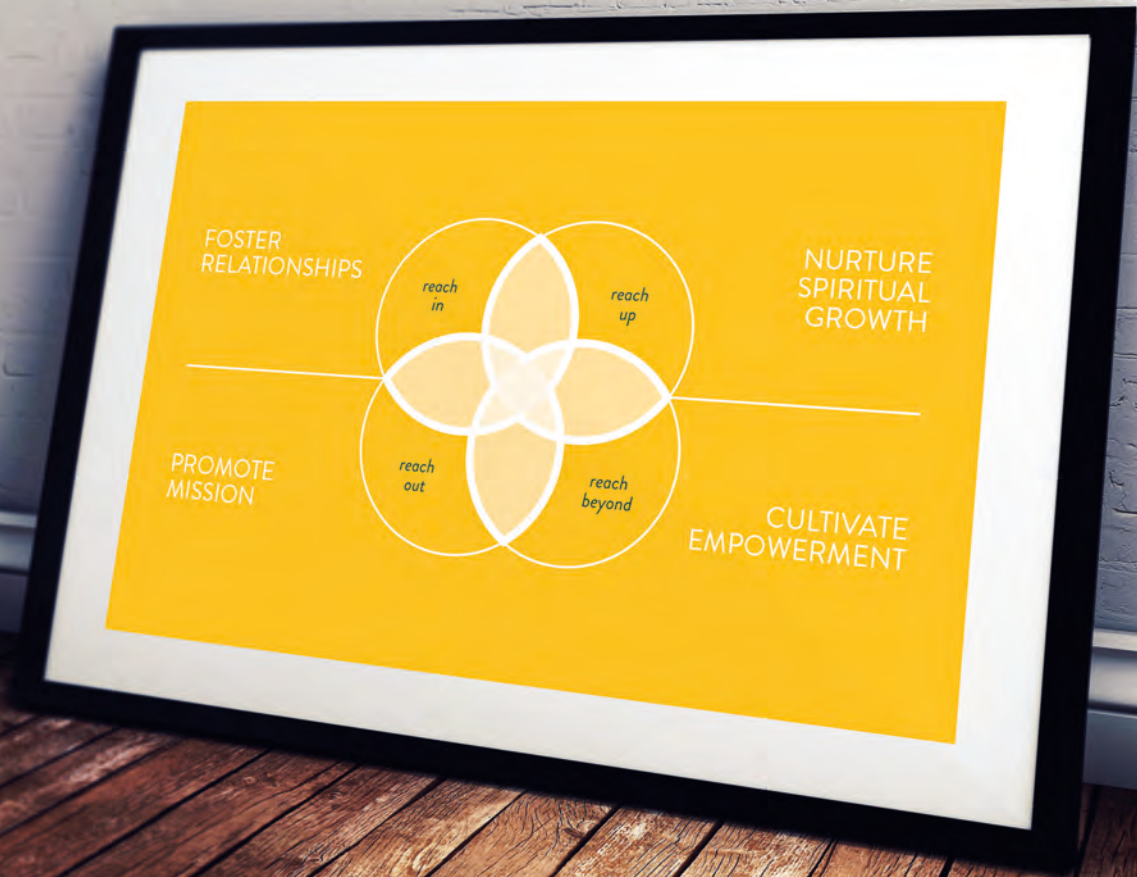 FOSTER
RELATIONSHIPS
reach
in
reach
up
NURTURE
SPIRITUAL
GROWTH
PROMOTE
MISSION
reach
out
reach
beyond
CULTIVATE
EMPOWERMENT